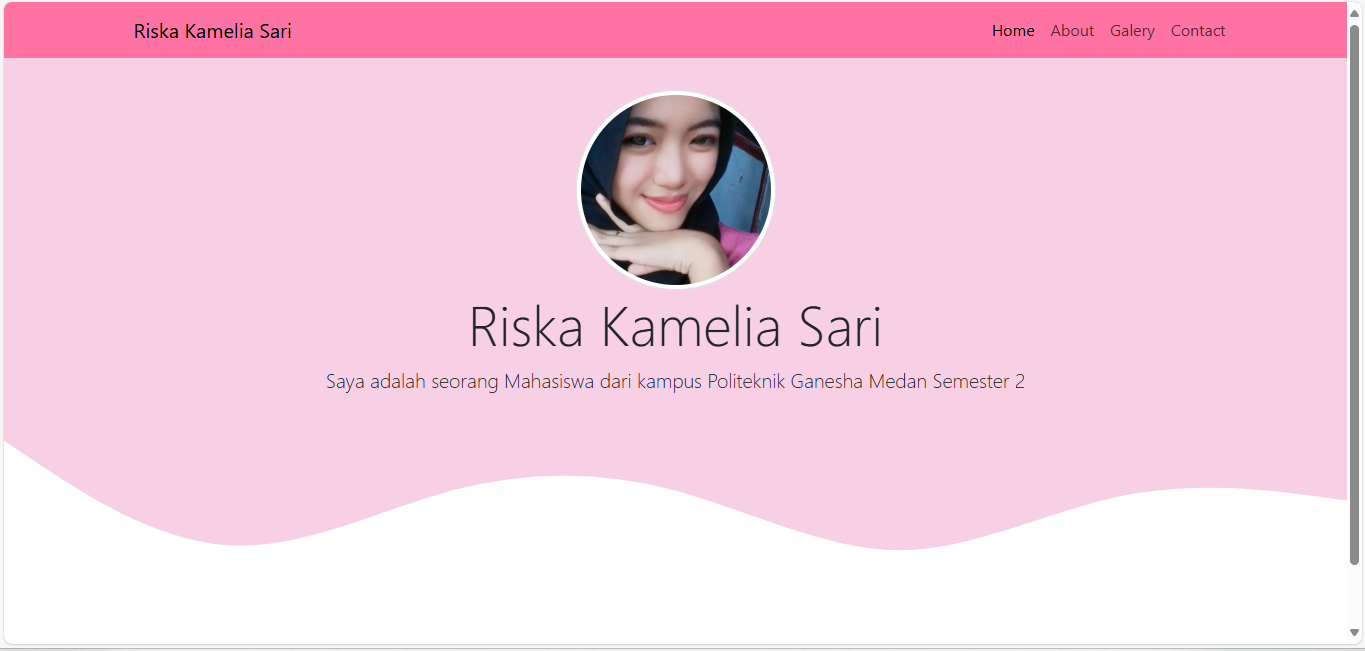 Riska Kamelia Sari
Home About Galery Contact
Riska Kamelia Sari
Saya adalah seorang Mahasiswa dari kampus Politeknik Ganesha Medan Semester 2